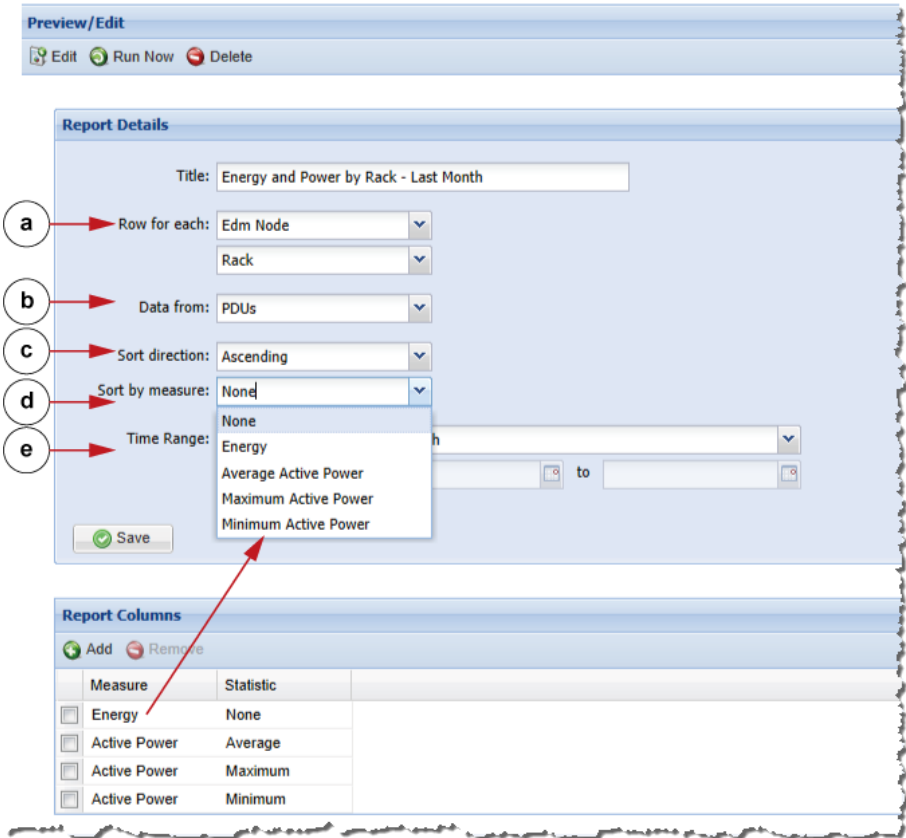 Preview/Edit
Edit Run Now Delete
Report Details
Title: Energy and Power by Rack - Last Month
a Row for each: Edm Node
Rack
b Data from: PDUs
c Sort direction: Ascending
d Sort by measure: None
None
e Time Range: h
Energy
to
Average Active Power
Maximum Active Power
Minimum Active Power
Save
Report Columns
Add Remove
Measure Statistic
Energy None
Active Power Average
Active Power Maximum
Active Power Minimum